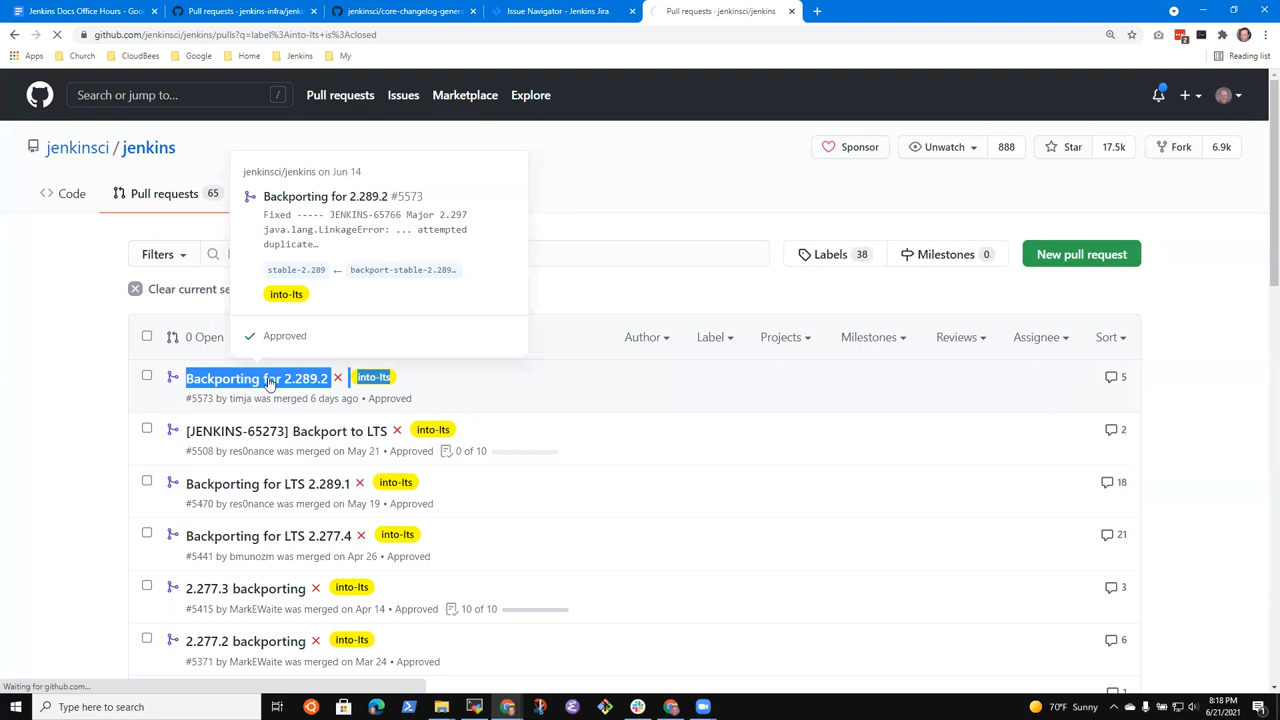 Jenkins Docs Office Hours - Goo
Pull requests · jenkins-infra/jenki
jenkinsci/core-changelog-gener
Issue Navigator - Jenkins Jira
Pull requests · jenkinsci/jenkins
github.com/jenkinsci/jenkins/pulls?q=label%3Ainto-lts+is%3Aclosed
2
Apps
Church
CloudBees
Google
Home
Jenkins
My
Reading list
Search or jump to...
/
Pull requests
Issues
Marketplace
Explore
jenkinsci / jenkins
Sponsor
Unwatch
888
Star
17.5k
Fork
6.9k
Code
Pull requests 65
jenkinsci/jenkins on Jun 14
Backporting for 2.289.2 #5573
Fixed ----- JENKINS-65766 Major 2.297
java.lang.LinkageError: ... attempted
duplicate…
stable-2.289 ← backport-stable-2.289…
into-lts
Approved
Filters
Labels 38
Milestones 0
New pull request
Clear current se
0 Open
Author
Label
Projects
Milestones
Reviews
Assignee
Sort
Backporting for 2.289.2 into-lts
5
#5573 by timja was merged 6 days ago • Approved
[JENKINS-65273] Backport to LTS into-lts
2
#5508 by res0nance was merged on May 21 • Approved 0 of 10
Backporting for LTS 2.289.1 into-lts
18
#5470 by res0nance was merged on May 19 • Approved
Backporting for LTS 2.277.4 into-lts
21
#5441 by bmunozm was merged on Apr 26 • Approved
2.277.3 backporting into-lts
3
#5415 by MarkEWaite was merged on Apr 14 • Approved 10 of 10
2.277.2 backporting into-lts
6
#5371 by MarkEWaite was merged on Mar 24 • Approved
Waiting for github.com...
Type here to search
70°F Sunny
8:18 PM
6/21/2021